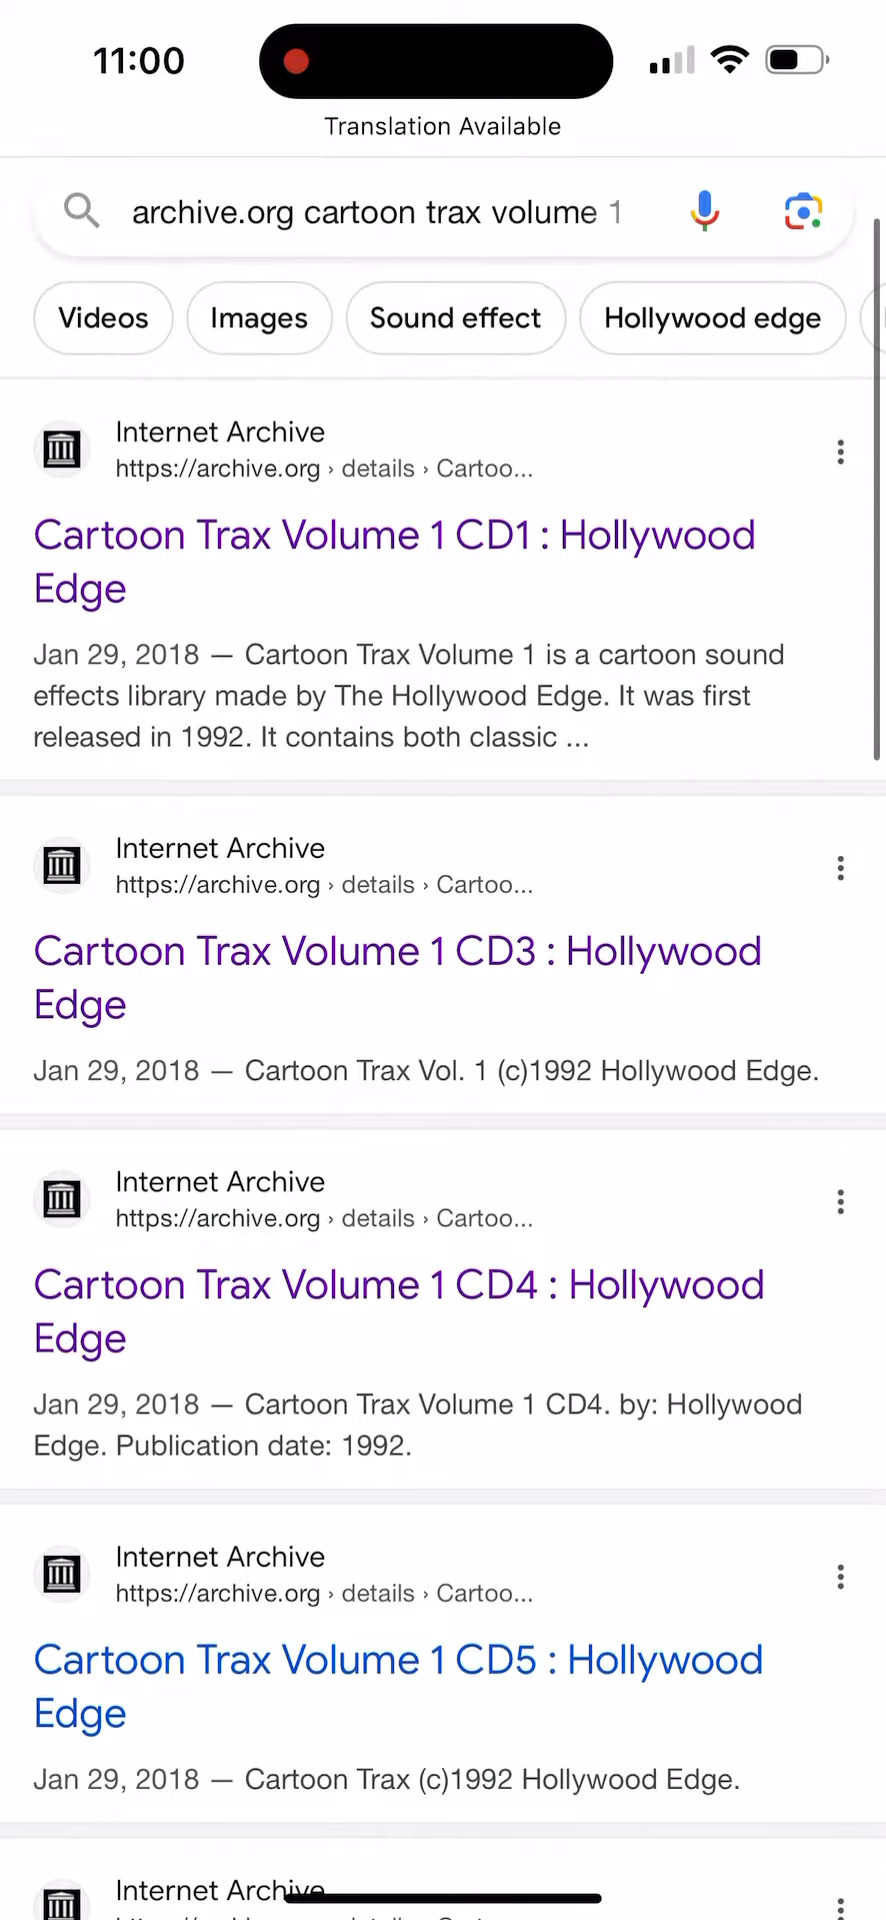 11:00
Translation Available
archive.org cartoon trax volume 1
Videos
Images
Sound effect
Hollywood edge
Internet Archive
https://archive.org › details › Cartoo...
Cartoon Trax Volume 1 CD1 : Hollywood
Edge
Jan 29, 2018 — Cartoon Trax Volume 1 is a cartoon sound
effects library made by The Hollywood Edge. It was first
released in 1992. It contains both classic ...
Internet Archive
https://archive.org › details › Cartoo...
Cartoon Trax Volume 1 CD3 : Hollywood
Edge
Jan 29, 2018 — Cartoon Trax Vol. 1 (c)1992 Hollywood Edge.
Internet Archive
https://archive.org › details › Cartoo...
Cartoon Trax Volume 1 CD4 : Hollywood
Edge
Jan 29, 2018 — Cartoon Trax Volume 1 CD4. by: Hollywood
Edge. Publication date: 1992.
Internet Archive
https://archive.org › details › Cartoo...
Cartoon Trax Volume 1 CD5 : Hollywood
Edge
Jan 29, 2018 — Cartoon Trax (c)1992 Hollywood Edge.
Internet Archive